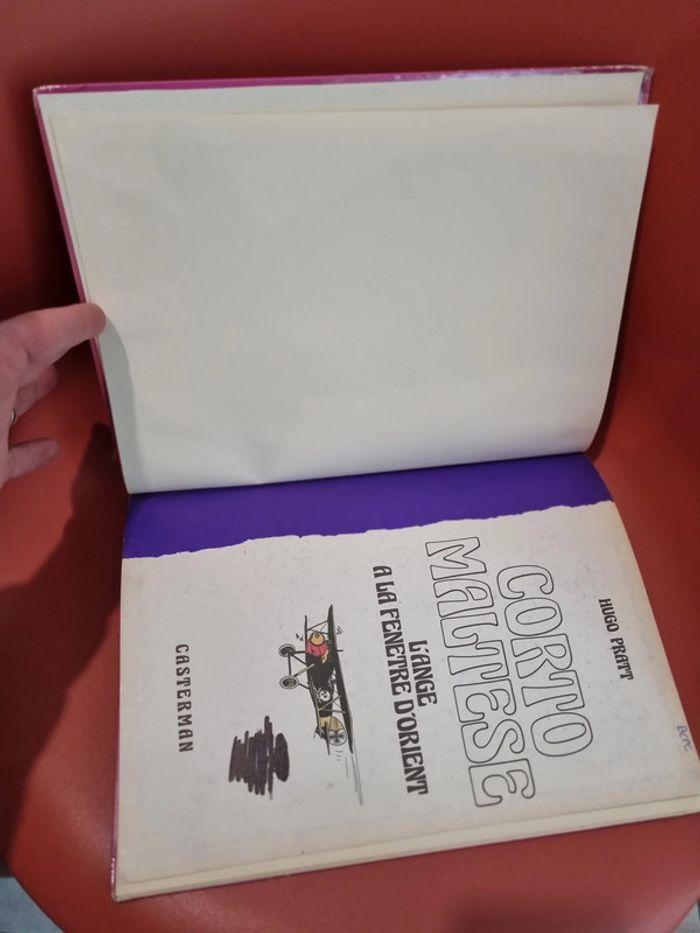 HUGO PRATT
CORTO
MALTESE
L'ANGE
A LA FENETRE D'ORIENT
CASTERMAN